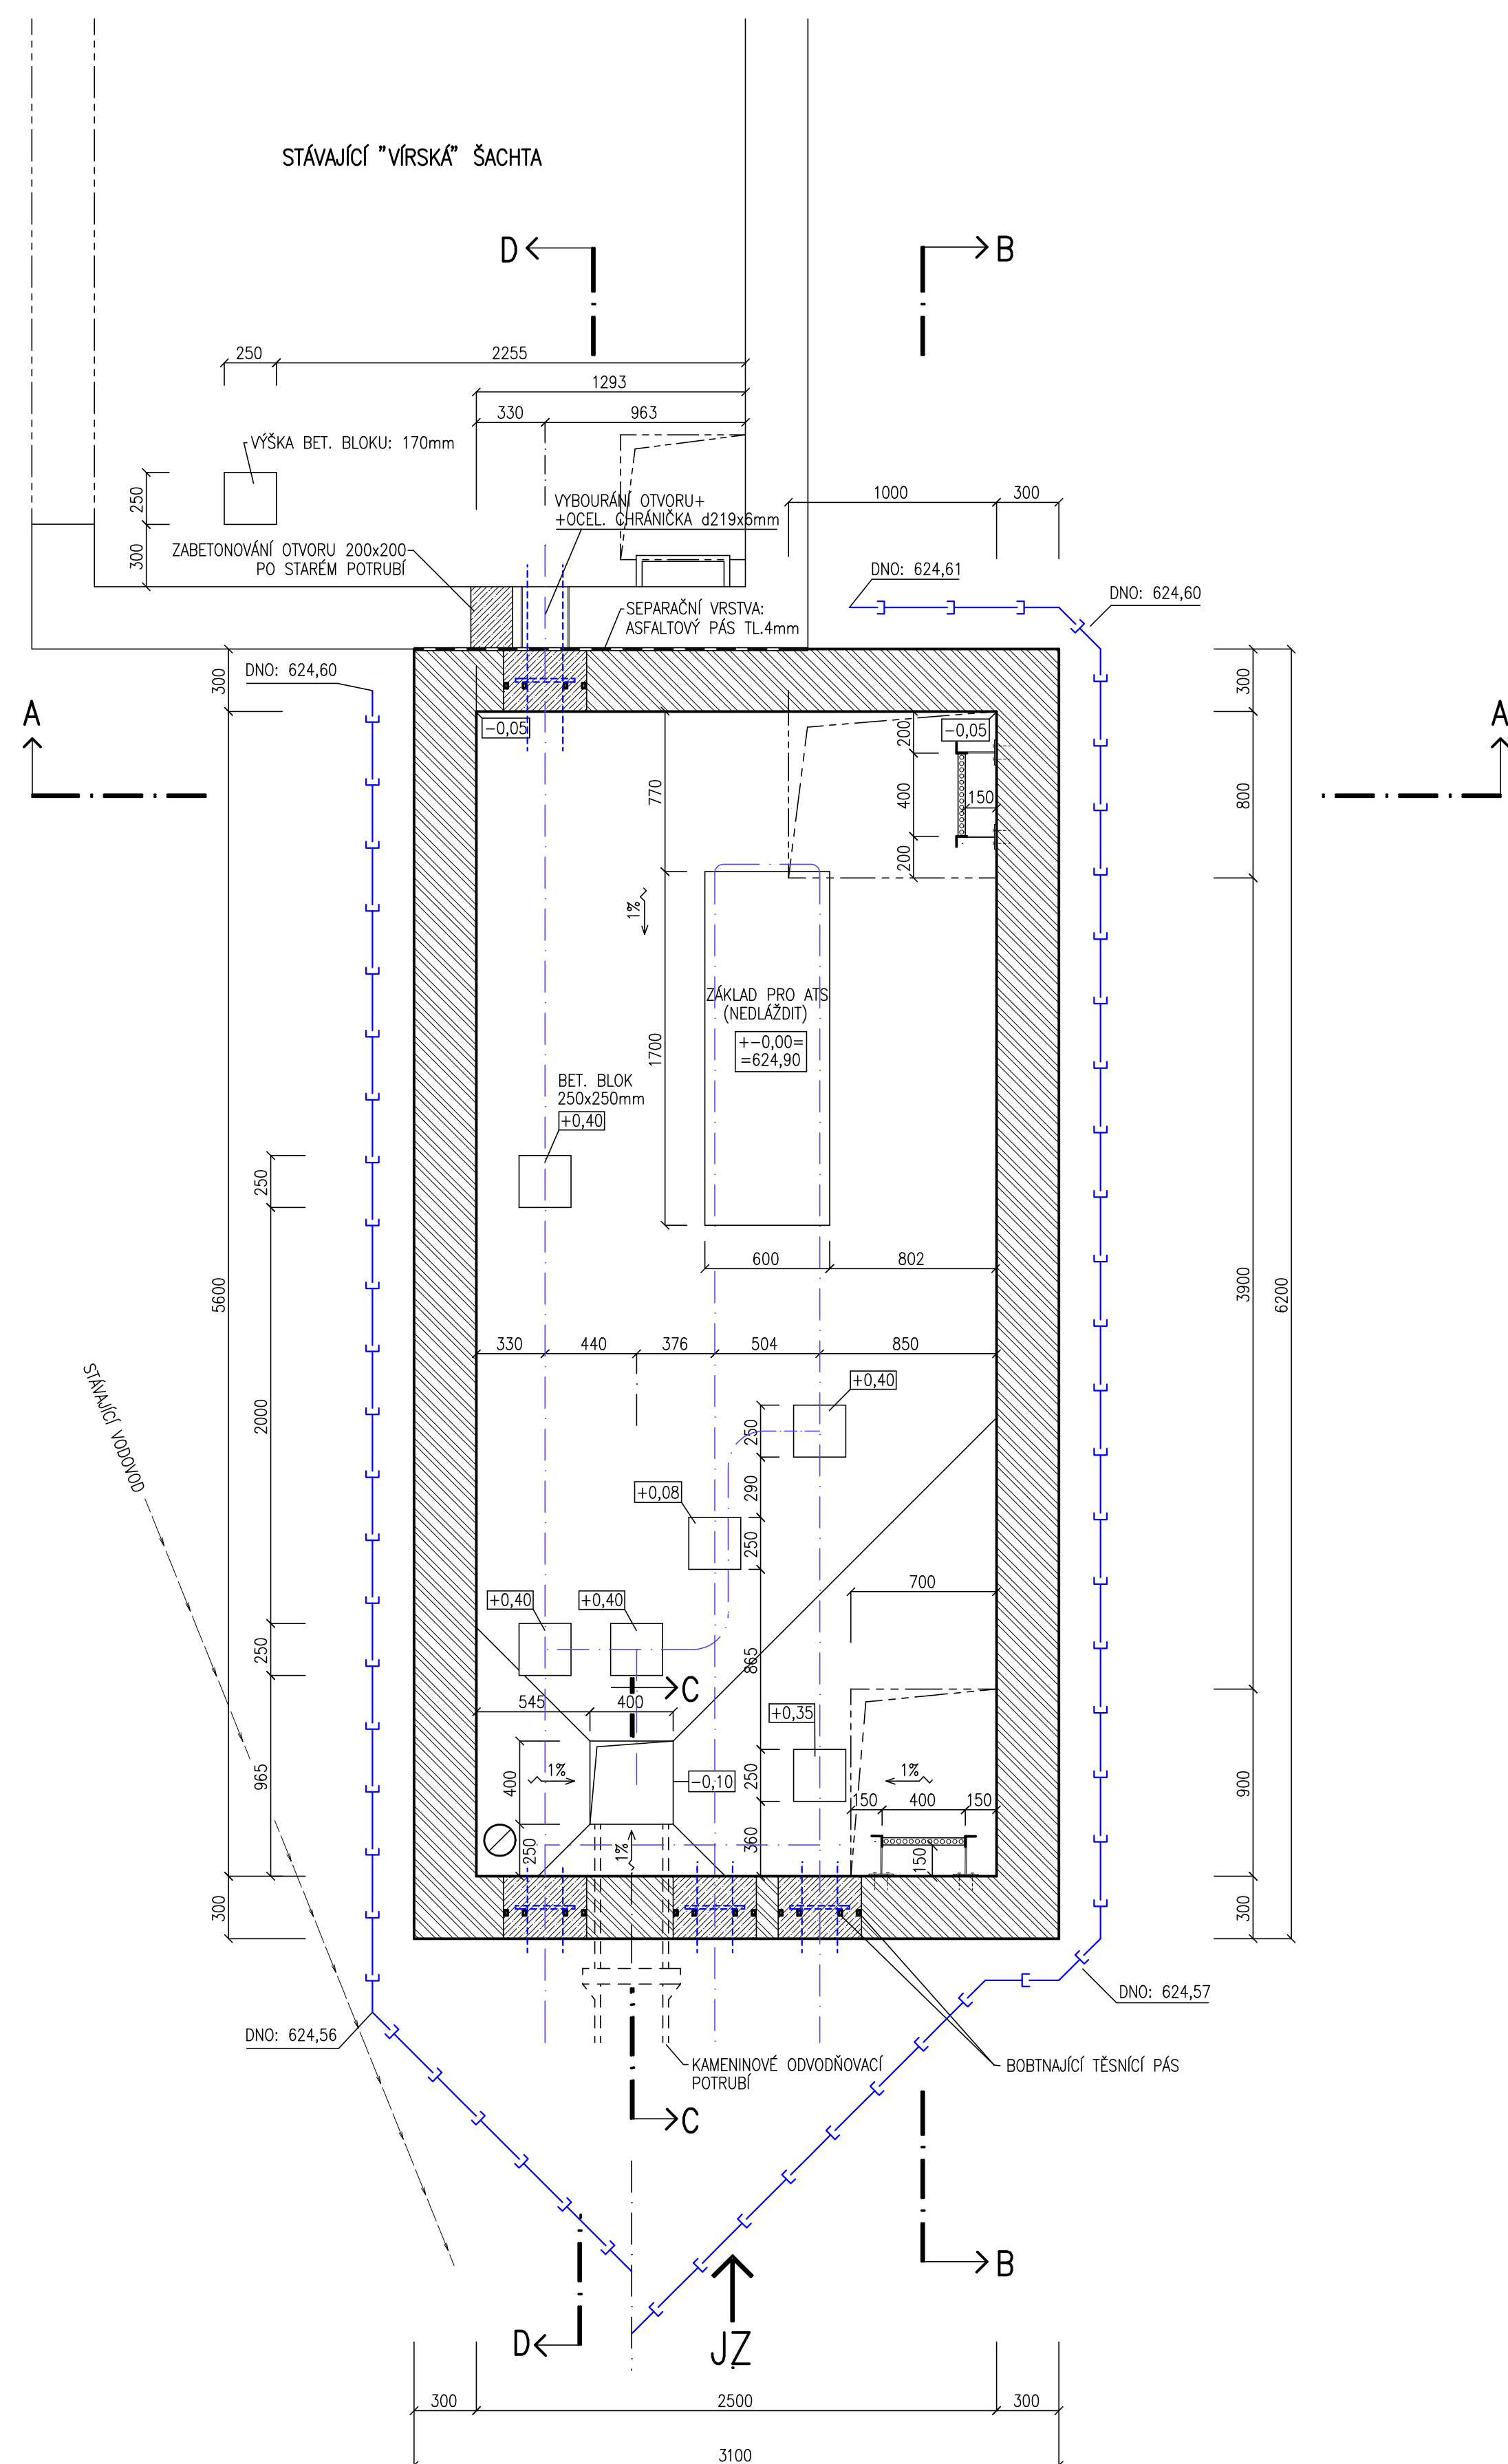 STÁVAJÍCÍ "VÍRSKÁ" ŠACHTA
D
B
250
2255
1293
330
963
VÝŠKA BET. BLOKU: 170mm
250
300
VYBOURÁNÍ OTVORU+
+OCEL. CHRÁNIČKA d219x6mm
1000
300
ZABETONOVÁNÍ OTVORU 200x200
PO STARÉM POTRUBÍ
DNO: 624,61
DNO: 624,60
SEPARAČNÍ VRSTVA:
ASFALTOVÝ PÁS TL.4mm
DNO: 624,60
300
300
A
A
-0,05
-0,05
200
400
200
150
770
800
1%
ZÁKLAD PRO ATS
(NEDLÁŽDIT)
+-0,00=
=624,90
1700
BET. BLOK
250x250mm
+0,40
250
600
802
5600
3900
6200
330
440
376
504
850
+0,40
STÁVAJÍCÍ VODOVOD
2000
250
290
+0,08
250
700
+0,40
+0,40
250
865
C
545
400
+0,35
965
400
1%
-0,10
250
1%
900
150
400
150
250
1%
360
150
300
300
DNO: 624,57
DNO: 624,56
KAMENINOVÉ ODVODŇOVACÍ
POTRUBÍ
BOBTNAJÍCÍ TĚSNÍCÍ PÁS
C
B
D
JZ
300
2500
300
3100